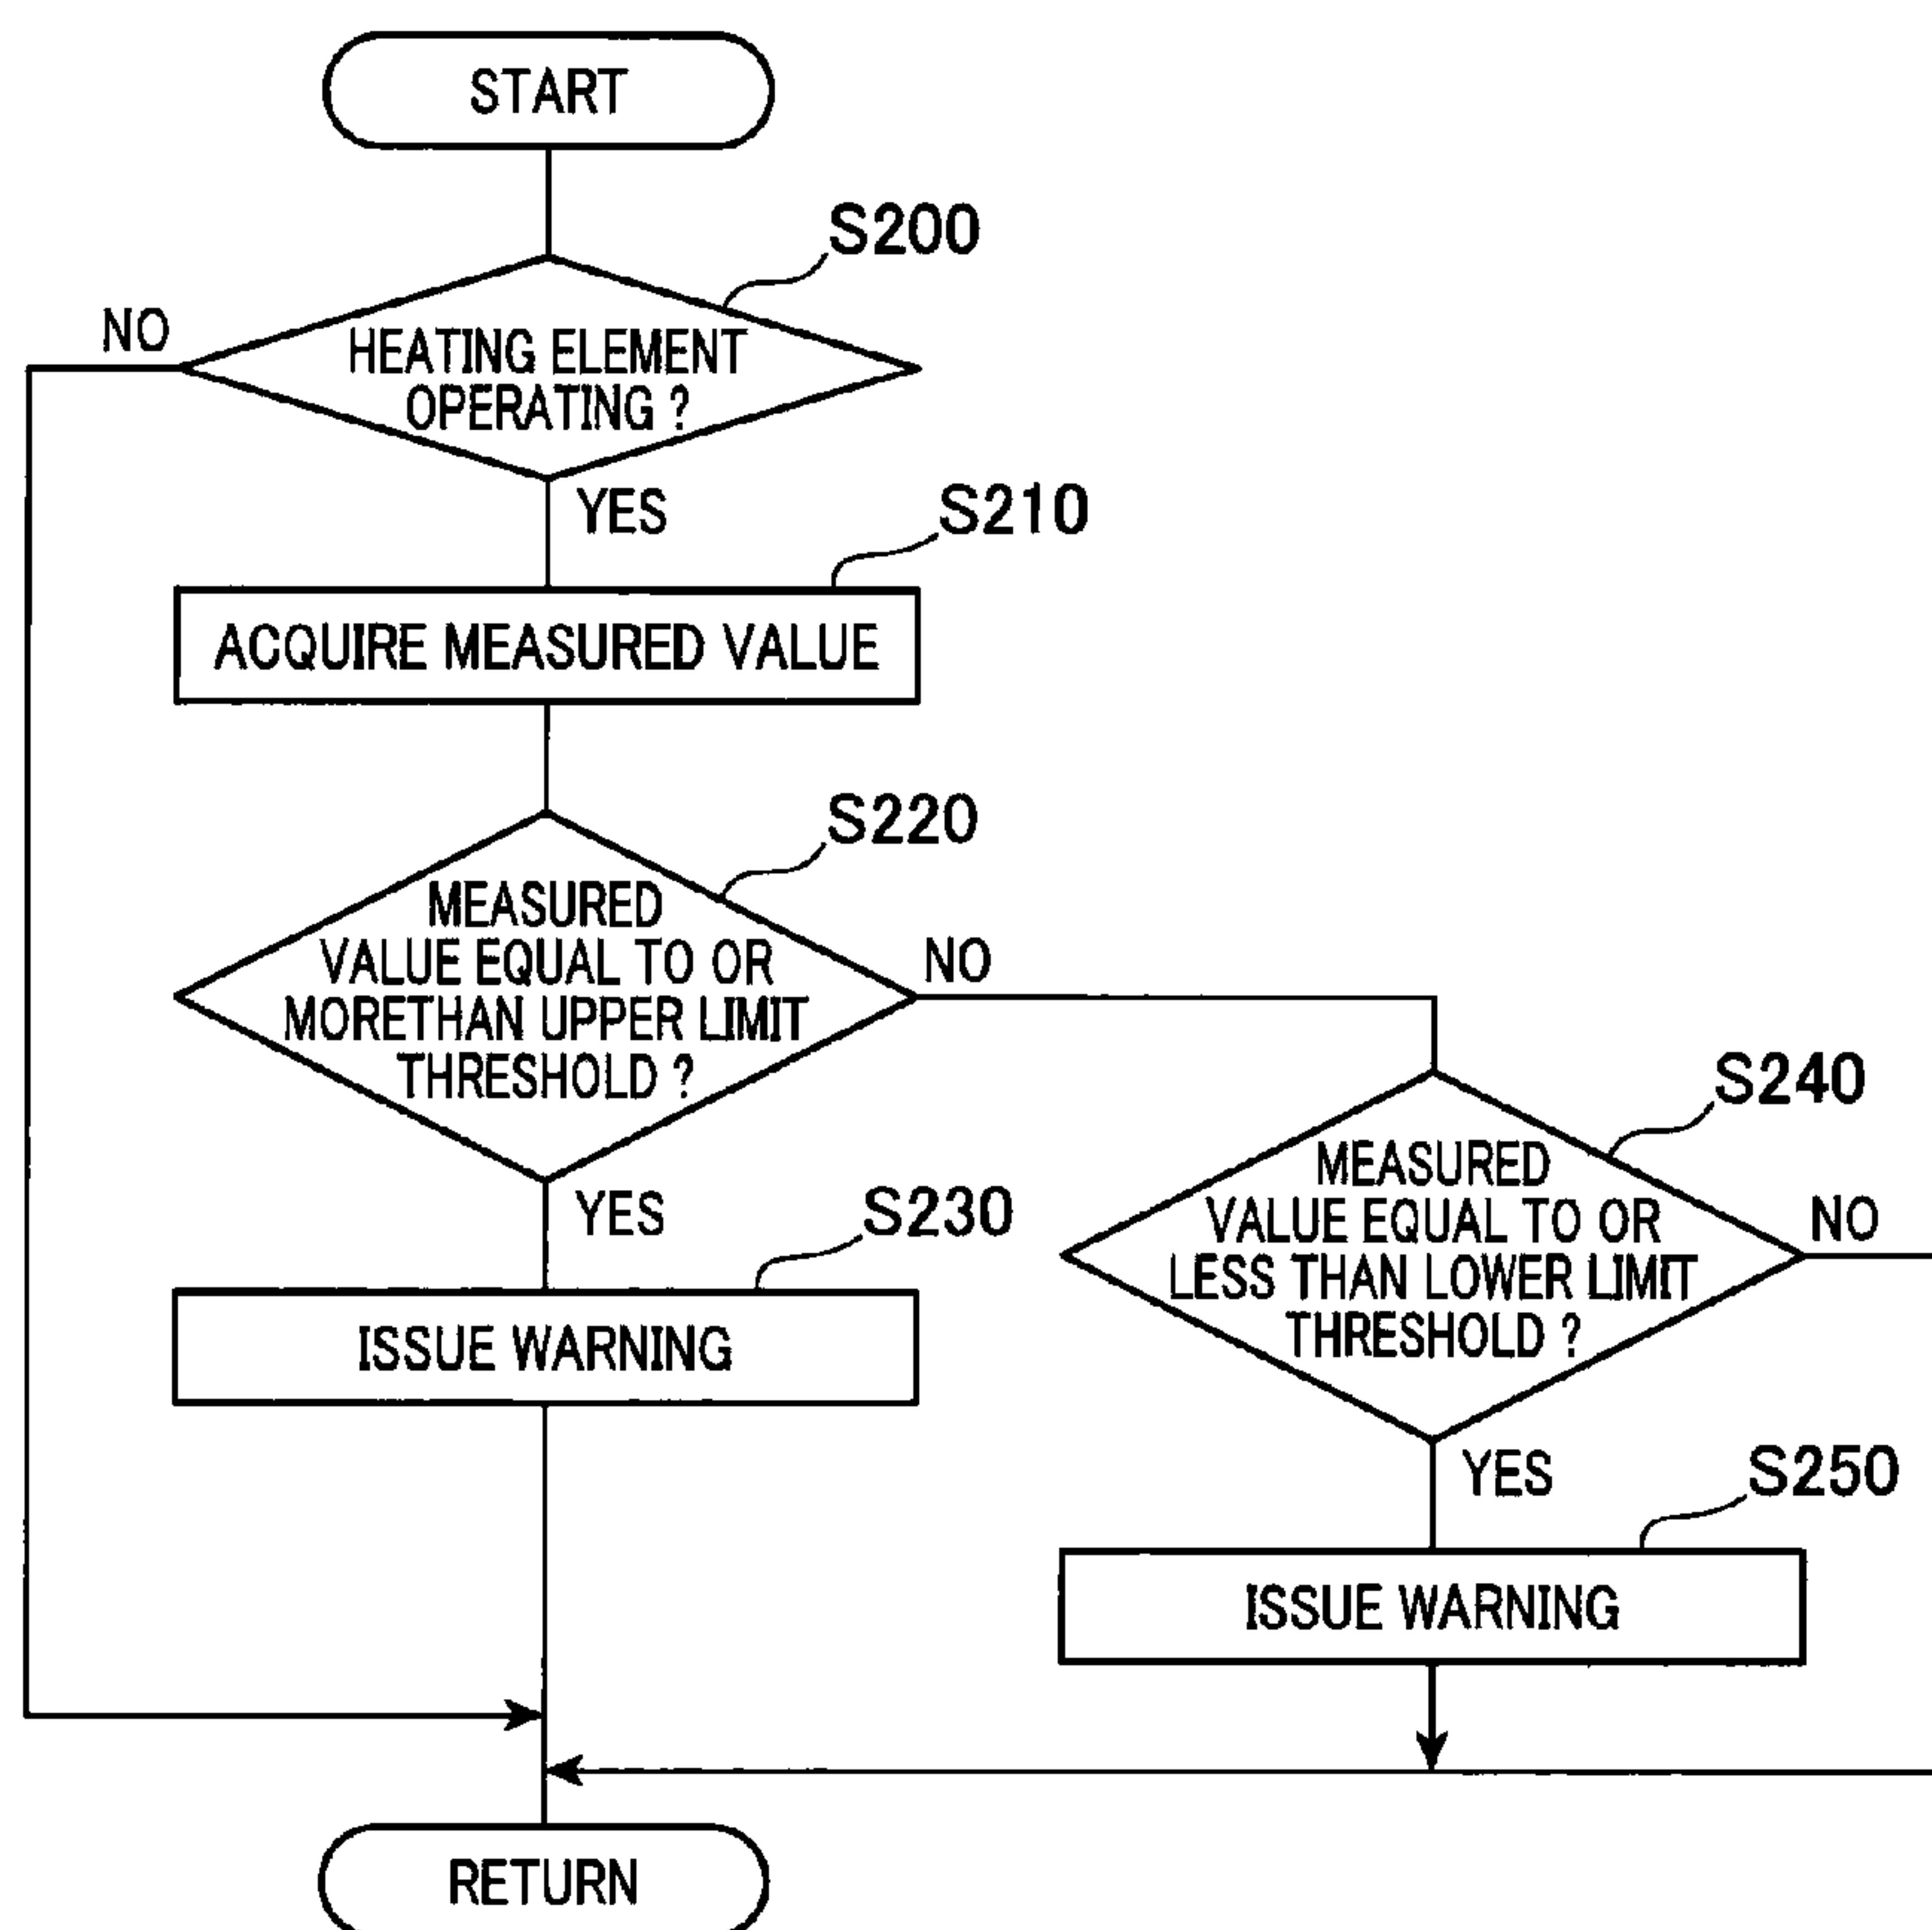 START
S200
NO
HEATING ELEMENT
OPERATING ?
YES
S210
ACQUIRE MEASURED VALUE
S220
MEASURED
VALUE EQUAL TO OR
MORETHAN UPPER LIMIT
THRESHOLD ?
NO
YES
S230
ISSUE WARNING
S240
MEASURED
VALUE EQUAL TO OR
LESS THAN LOWER LIMIT
THRESHOLD ?
NO
YES
S250
ISSUE WARNING
RETURN